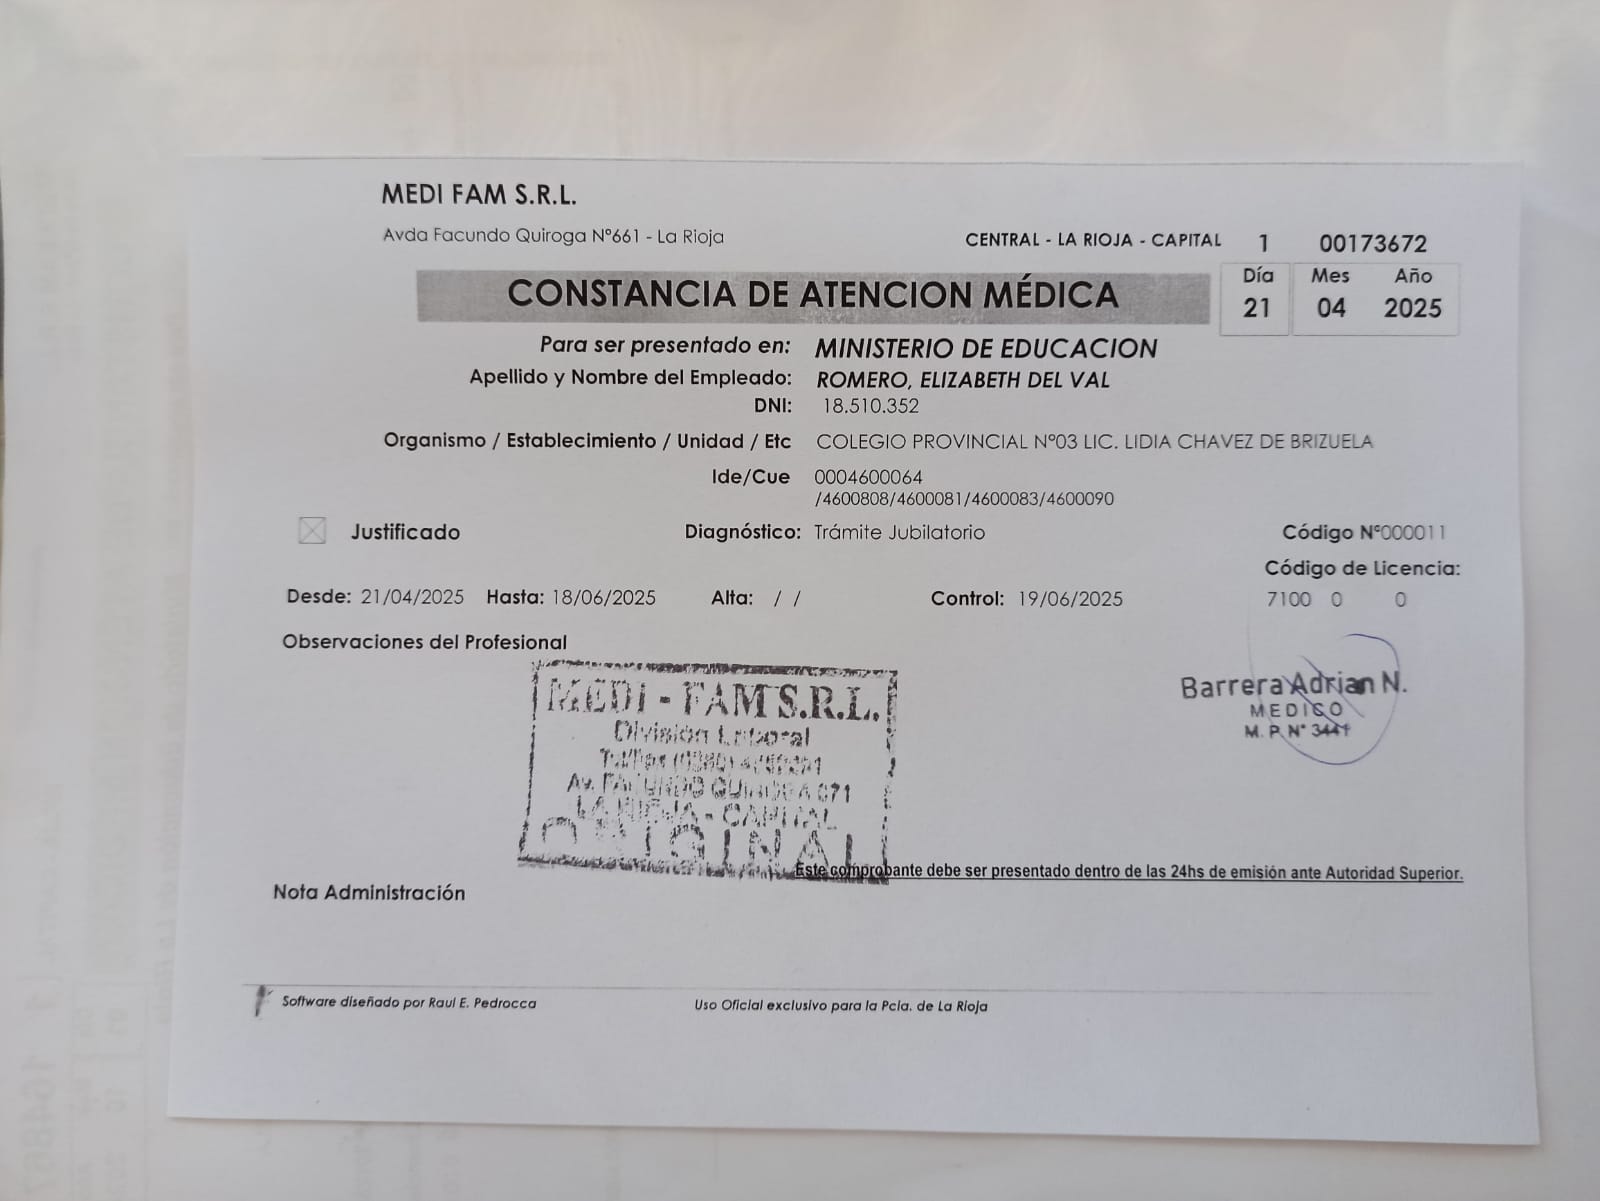 MEDI FAM S.R.L.
Avda Facundo Quiroga N°661 - La Rioja
CENTRAL - LA RIOJA - CAPITAL 1 00173672
CONSTANCIA DE ATENCION MÉDICA
Día Mes Año
21 04 2025
Para ser presentado en: MINISTERIO DE EDUCACION
Apellido y Nombre del Empleado: ROMERO, ELIZABETH DEL VAL
DNI: 18.510.352
Organismo / Establecimiento / Unidad / Etc COLEGIO PROVINCIAL N°03 LIC. LIDIA CHAVEZ DE BRIZUELA
Ide/Cue 0004600064
/4600808/4600081/4600083/4600090
Justificado Diagnóstico: Trámite Jubilatorio Código N°000011
Código de Licencia:
Desde: 21/04/2025 Hasta: 18/06/2025 Alta: / / Control: 19/06/2025 7100 0 0
Observaciones del Profesional
MEDI - FAM S.R.L.
División Laboral
LA RIOJA - CAPITAL
ORIGINAL
Barrera Adrian N.
MEDICO
M. P. N° 3441
Este comprobante debe ser presentado dentro de las 24hs de emisión ante Autoridad Superior.
Nota Administración
Software diseñado por Raul E. Pedrocca
Uso Oficial exclusivo para la Pcia. de La Rioja